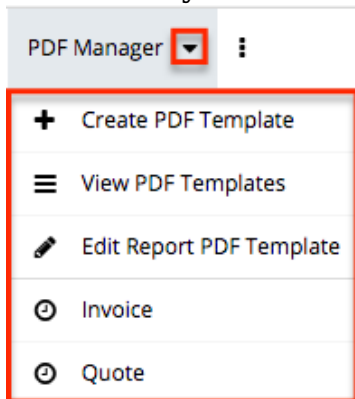 PDF Manager
Create PDF Template
View PDF Templates
Edit Report PDF Template
Invoice
Quote